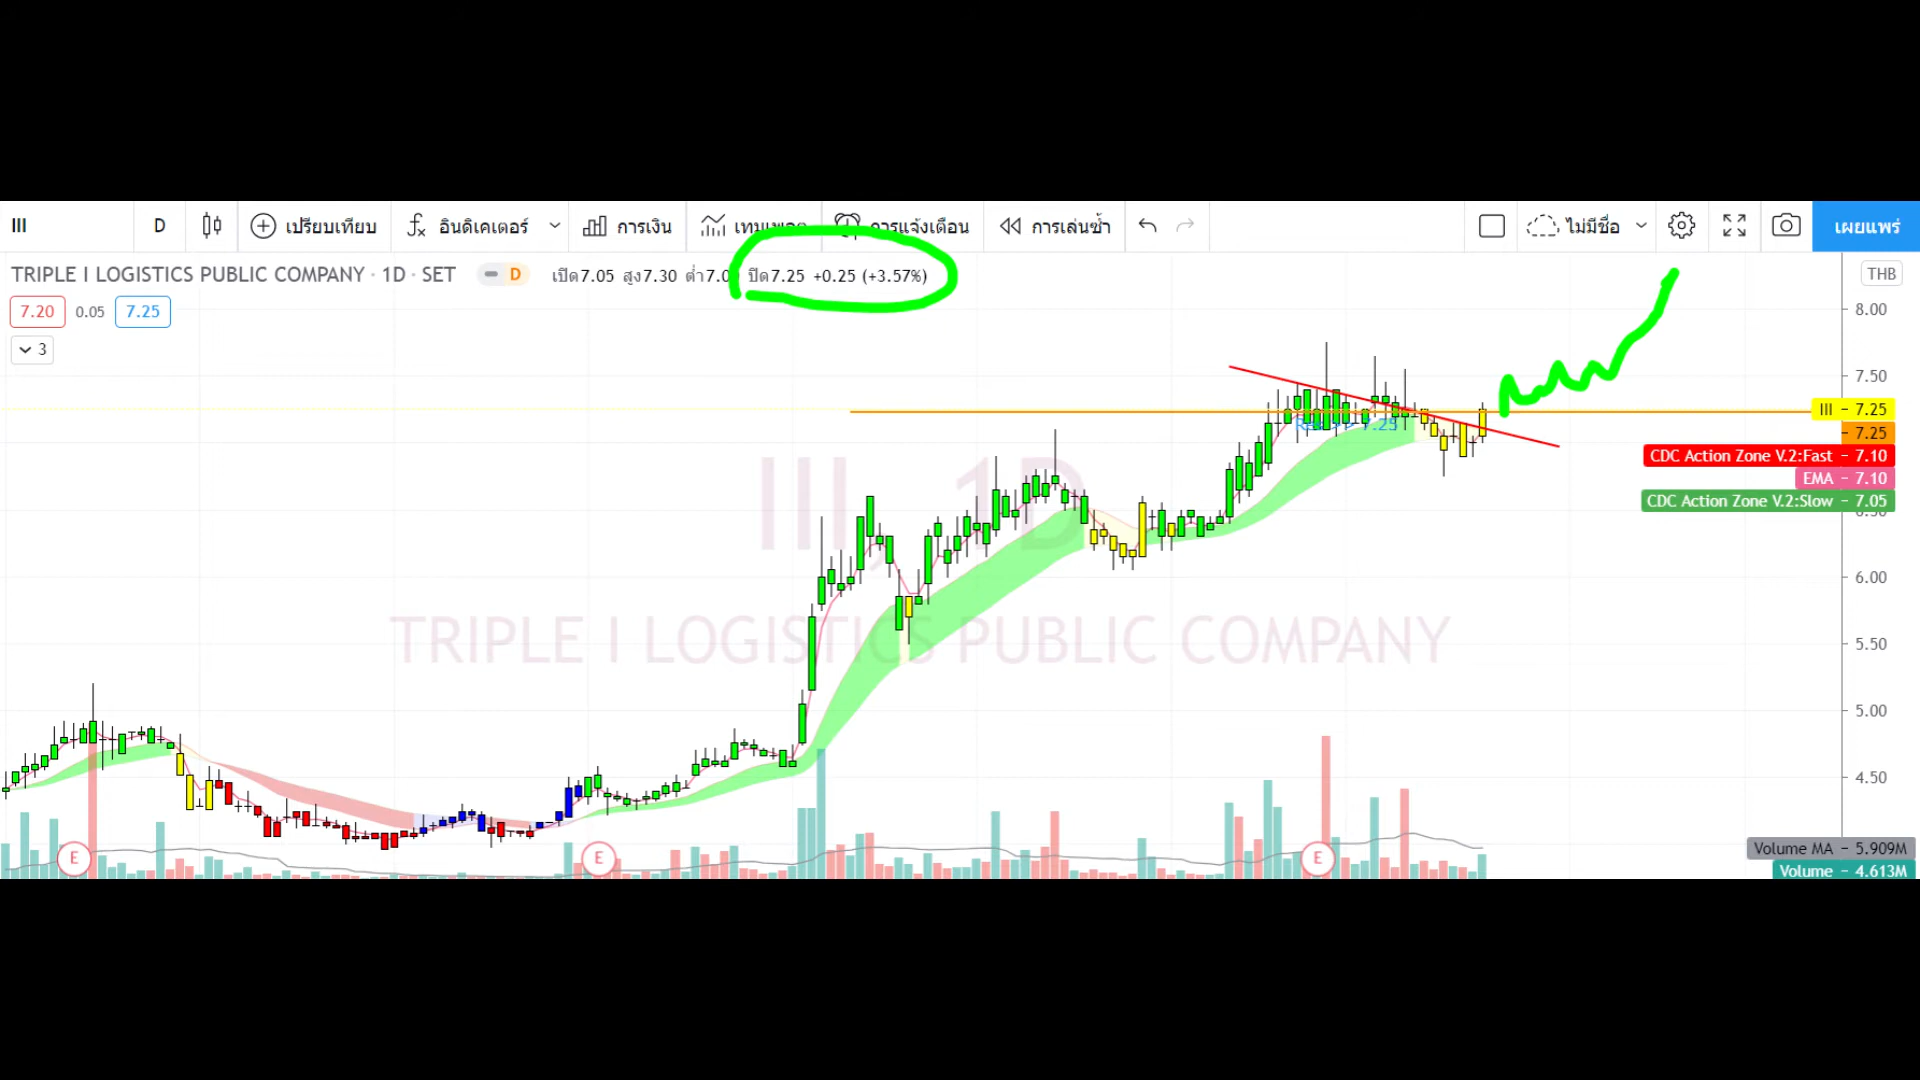 III D เปรียบเทียบ อินดิเคเตอร์ การเงิน การแจ้งเตือน การเล่นซ้ำ ไม่มีชื่อ เผยแพร่
TRIPLE I LOGISTICS PUBLIC COMPANY · 1D · SET D เปิด7.05 สูง7.30 ปิด7.25 +0.25 (+3.57%) THB
7.20 0.05 7.25
3
8.00
7.50
III - 7.25
7.25
7.25
CDC Action Zone V.2:Fast - 7.10
EMA - 7.10
CDC Action Zone V.2:Slow - 7.05
III, 1D
6.00
TRIPLE I LOGISTICS PUBLIC COMPANY
5.50
5.00
4.50
Volume MA - 5.909M
E E E
Volume - 4.613M